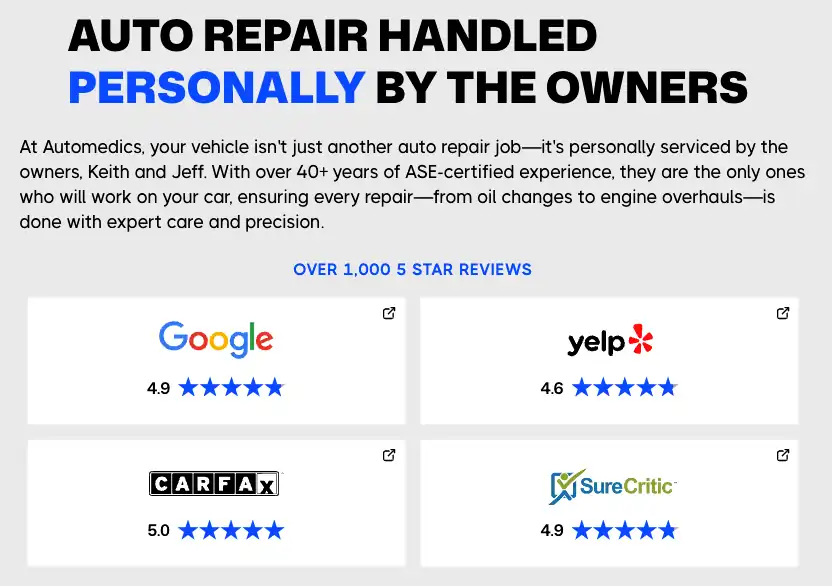 AUTO REPAIR HANDLED
PERSONALLY BY THE OWNERS
At Automedics, your vehicle isn't just another auto repair job—it's personally serviced by the
owners, Keith and Jeff. With over 40+ years of ASE-certified experience, they are the only ones
who will work on your car, ensuring every repair—from oil changes to engine overhauls—is
done with expert care and precision.
OVER 1,000 5 STAR REVIEWS
Google
4.9
yelp
4.6
CARFAX
5.0
SureCritic
4.9